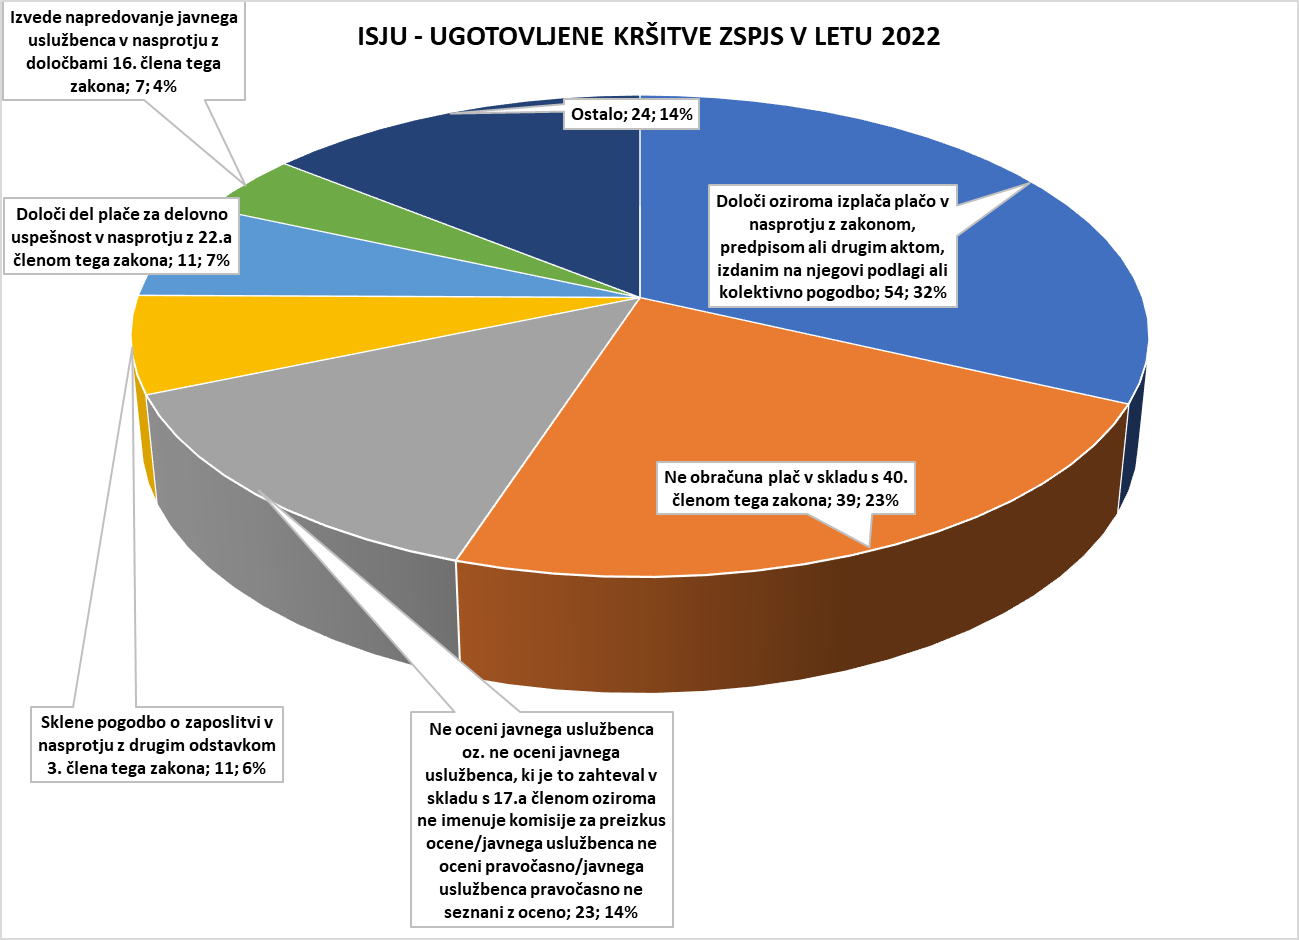 ISJU - UGOTOVLJENE KRŠITVE ZSPJS V LETU 2022
Izvede napredovanje javnega
uslužbenca v nasprotju z
določbami 16. člena tega
zakona; 7; 4%
Ostalo; 24; 14%
Določi oziroma izplača plačo v
nasprotju z zakonom,
predpisom ali drugim aktom,
izdanim na njegovi podlagi ali
kolektivno pogodbo; 54; 32%
Določi del plače za delovno
uspešnost v nasprotju z 22.a
členom tega zakona; 11; 7%
Ne obračuna plač v skladu s 40.
členom tega zakona; 39; 23%
Sklene pogodbo o zaposlitvi v
nasprotju z drugim odstavkom
3. člena tega zakona; 11; 6%
Ne oceni javnega uslužbenca
oz. ne oceni javnega
uslužbenca, ki je to zahteval v
skladu s 17.a členom oziroma
ne imenuje komisije za preizkus
ocene/javnega uslužbenca ne
oceni pravočasno/javnega
uslužbenca pravočasno ne
seznani z oceno; 23; 14%